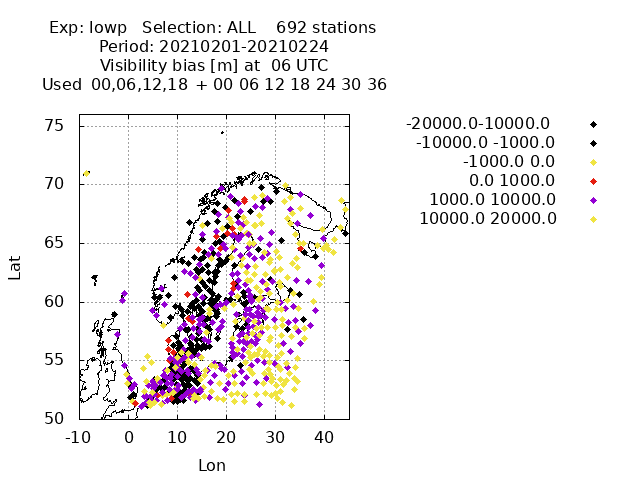 Exp: lowp   Selection: ALL    692 stations
Period: 20210201-20210224
Visibility bias [m] at  06 UTC
Used  00,06,12,18  + 00 06 12 18 24 30 36
-20000.0-10000.0
-10000.0 -1000.0
-1000.0 0.0
0.0 1000.0
1000.0 10000.0
10000.0 20000.0
75
70
65
60
55
50
Lat
-10 0 10 20 30 40
Lon